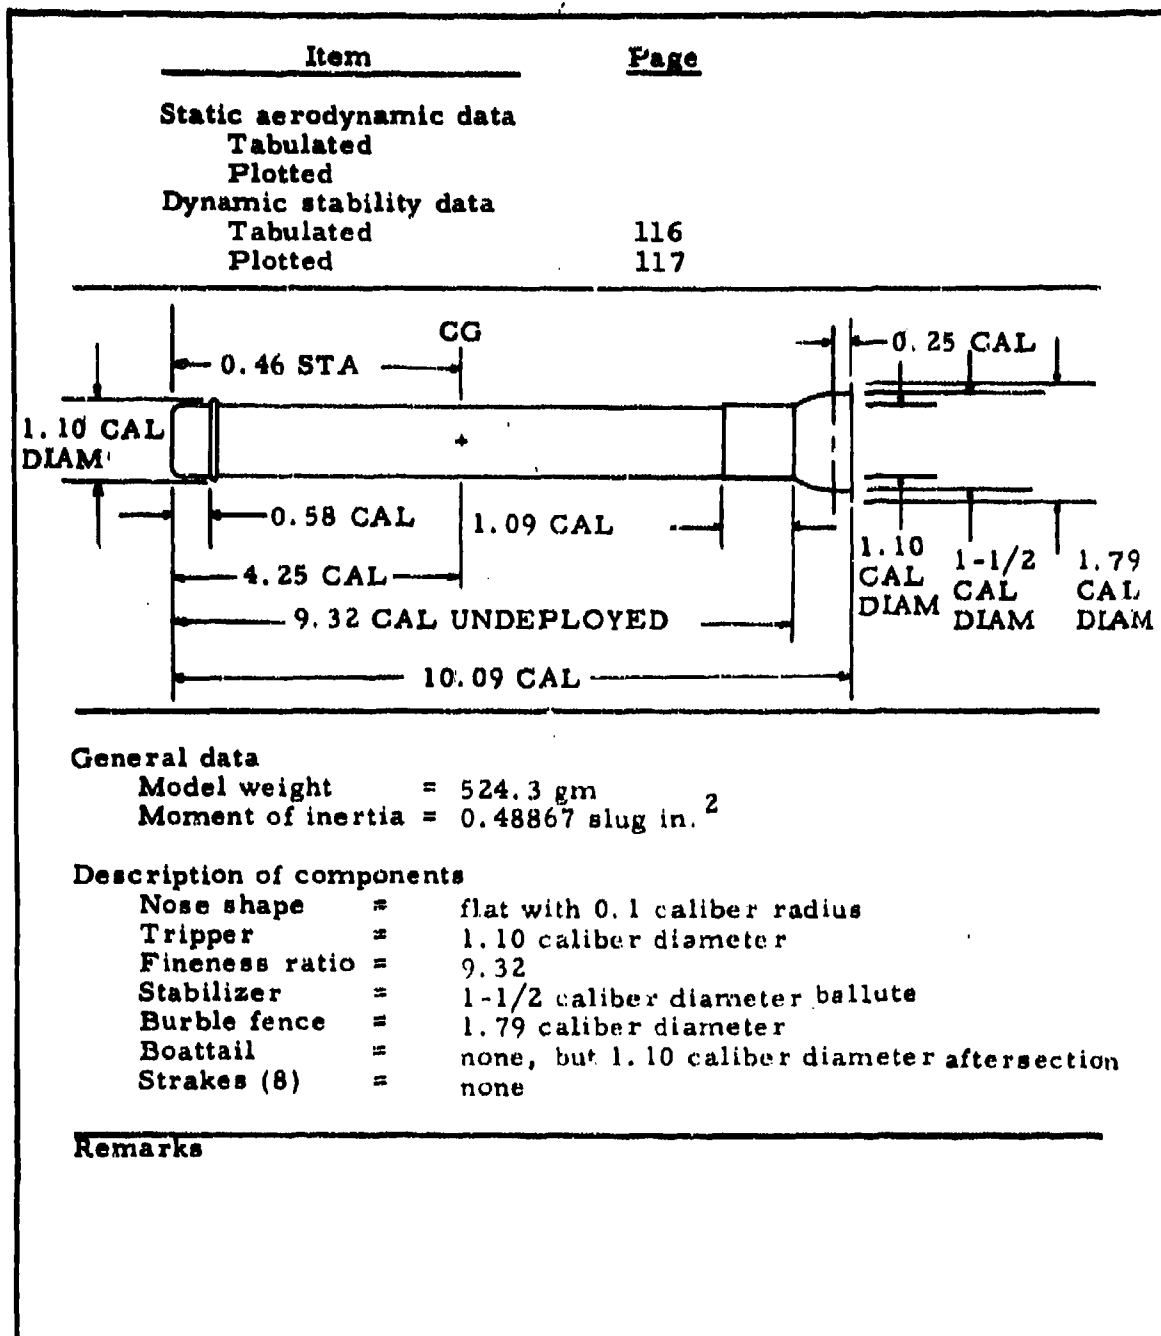 Item Page
Static aerodynamic data
Tabulated
Plotted
Dynamic stability data
Tabulated 116
Plotted 117
CG
0.46 STA
0.25 CAL
1.10 CAL
DIAM
0.58 CAL
1.09 CAL
4.25 CAL
9.32 CAL UNDEPLOYED
10.09 CAL
1.10
CAL
DIAM
1-1/2
CAL
DIAM
1.79
CAL
DIAM
General data
Model weight = 524.3 gm
Moment of inertia = 0.48867 slug in.²
Description of components
Nose shape = flat with 0.1 caliber radius
Tripper = 1.10 caliber diameter
Fineness ratio = 9.32
Stabilizer = 1-1/2 caliber diameter ballute
Burble fence = 1.79 caliber diameter
Boattail = none, but 1.10 caliber diameter aftersection
Strakes (8) = none
Remarks